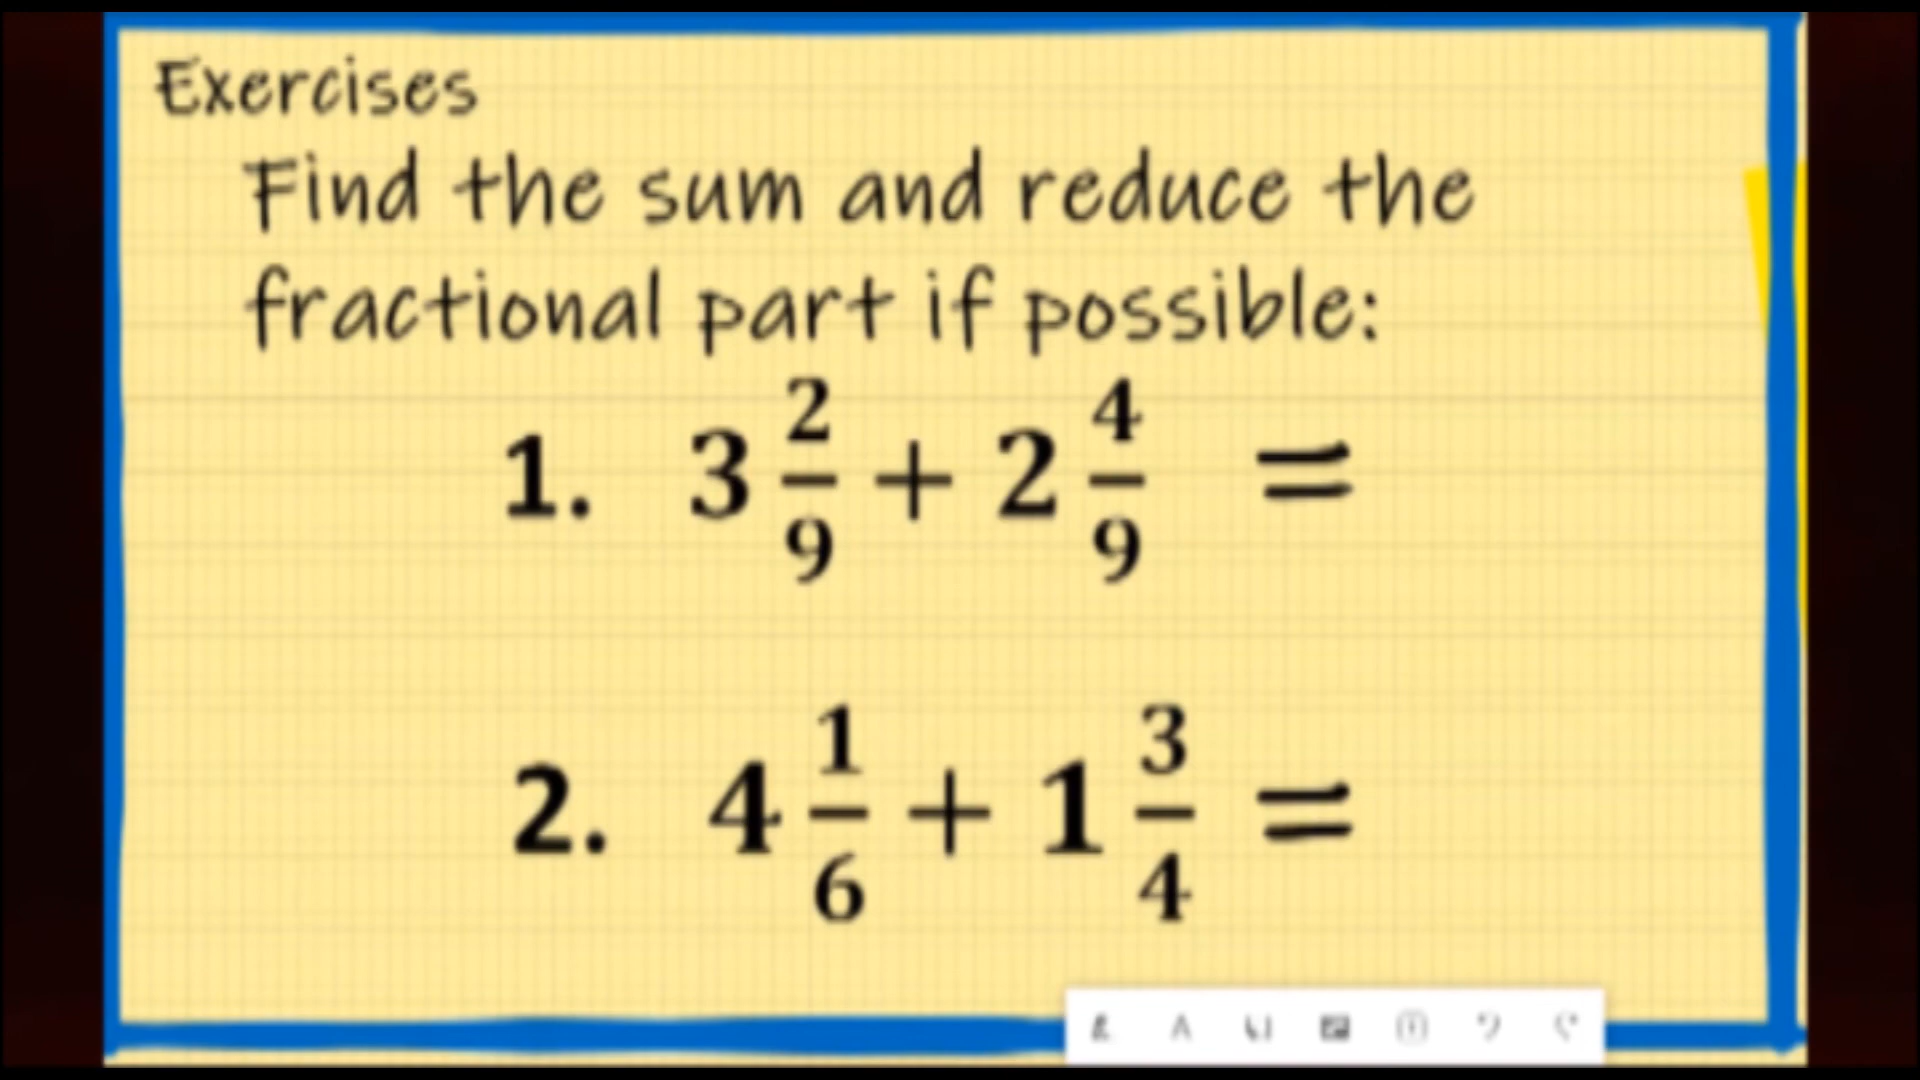 Exercises
Find the sum and reduce the
fractional part if possible:
1. 3 2/9 + 2 4/9 =
2. 4 1/6 + 1 3/4 =